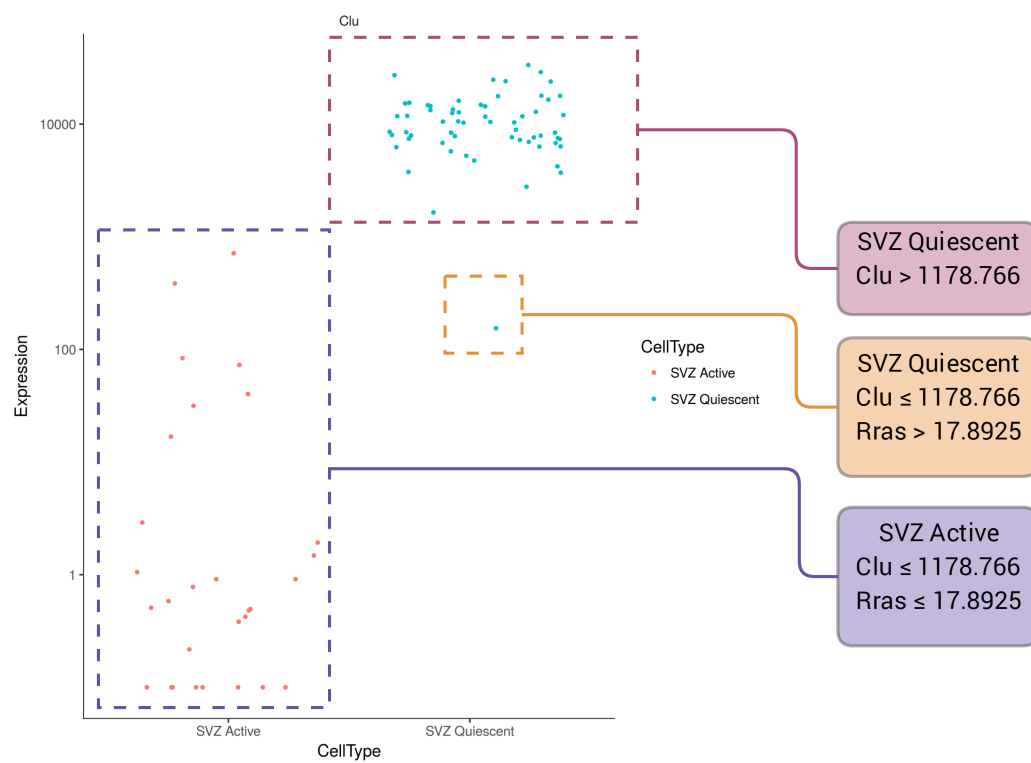 Clu
10000
100
1
Expression
SVZ Active
SVZ Quiescent
CellType
CellType
SVZ Active
SVZ Quiescent
SVZ Quiescent
Clu > 1178.766
SVZ Quiescent
Clu ≤ 1178.766
Rras > 17.8925
SVZ Active
Clu ≤ 1178.766
Rras ≤ 17.8925